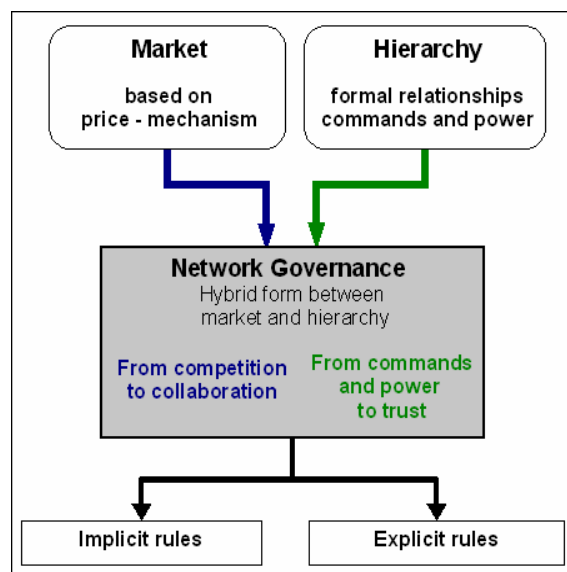 Market
based on
price - mechanism
Hierarchy
formal relationships
commands and power
Network Governance
Hybrid form between
market and hierarchy
From competition
to collaboration
From commands
and power
to trust
Implicit rules
Explicit rules